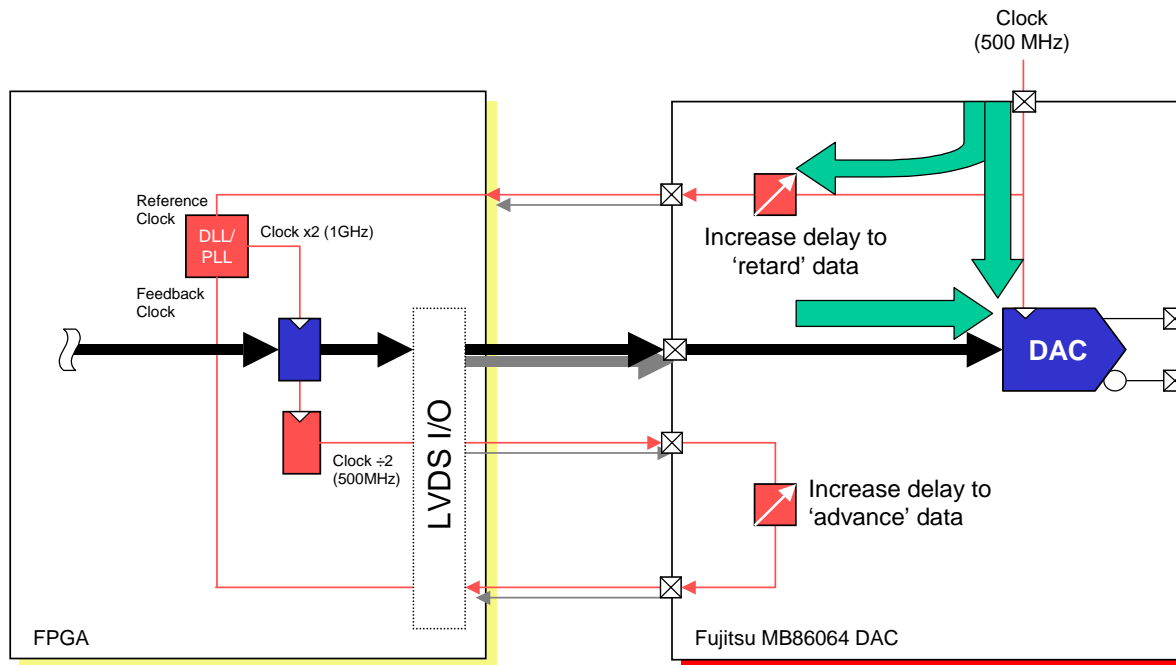 Clock
(500 MHz)
Reference
Clock
DLL/
PLL
Clock x2 (1GHz)
Feedback
Clock
Increase delay to
‘retard’ data
DAC
LVDS I/O
Clock ÷2
(500MHz)
Increase delay to
‘advance’ data
FPGA
Fujitsu MB86064 DAC